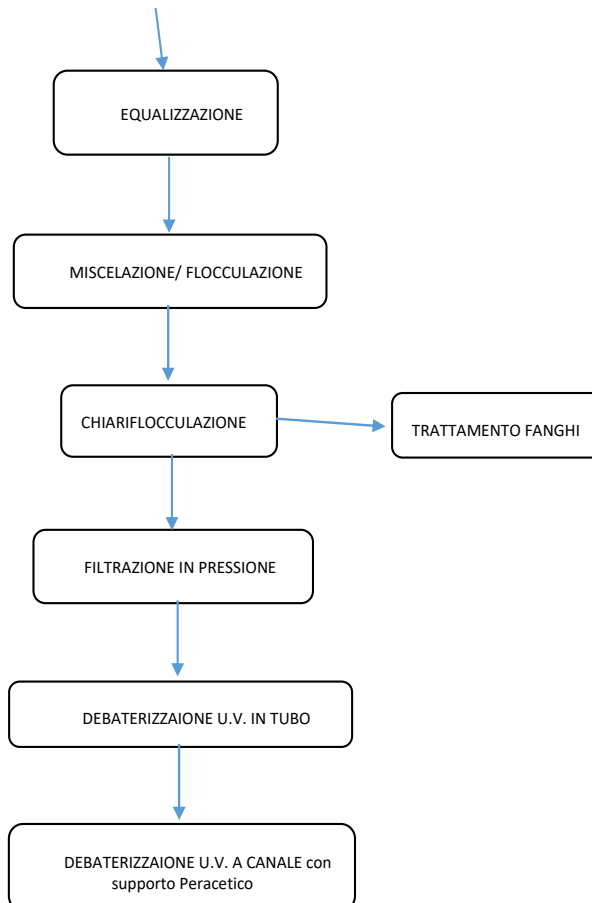 EQUALIZZAZIONE
MISCELAZIONE/ FLOCCULAZIONE
CHIARIFLOCCULAZIONE
TRATTAMENTO FANGHI
FILTRAZIONE IN PRESSIONE
DEBATERIZZAIONE U.V. IN TUBO
DEBATERIZZAIONE U.V. A CANALE con
supporto Peracetico